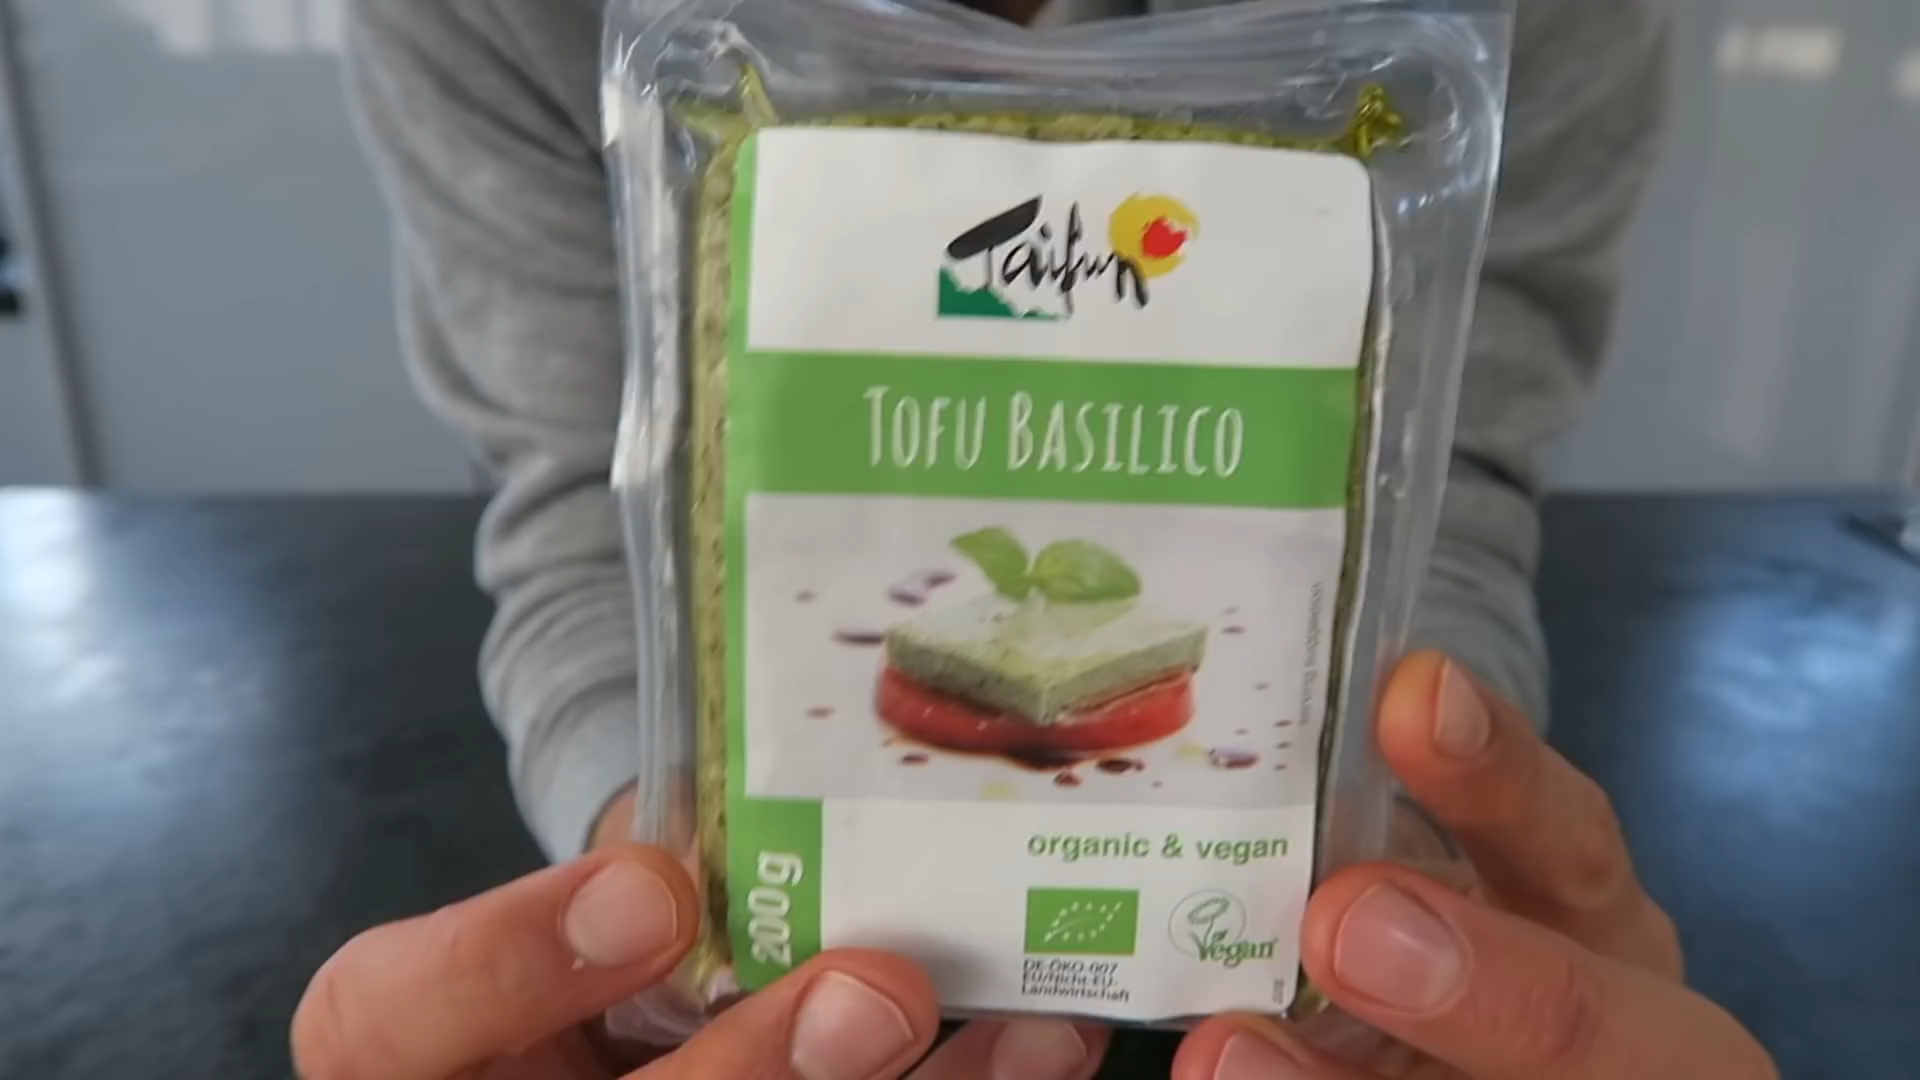 Taifun
TOFU BASILICO
organic & vegan
200g
DE-ÖKO-007
EU/Nicht-EU-
Landwirtschaft
Vegan